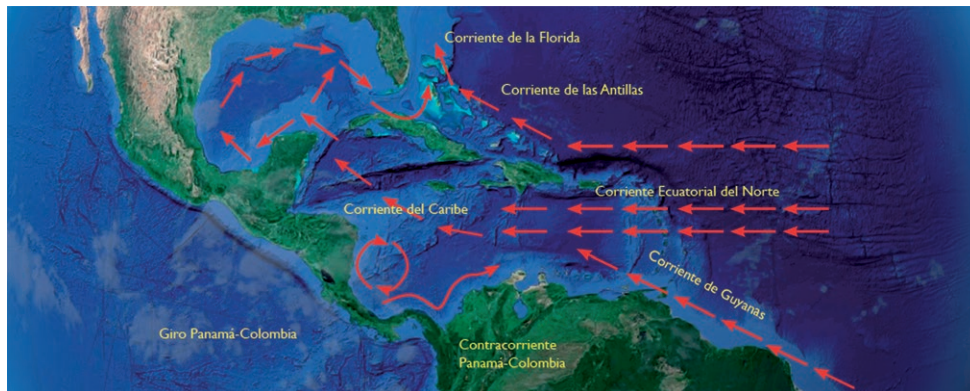 Corriente de la Florida
Corriente de las Antillas
Corriente Ecuatorial del Norte
Corriente del Caribe
Corriente de Guyanas
Giro Panamá-Colombia
Contracorriente
Panamá-Colombia